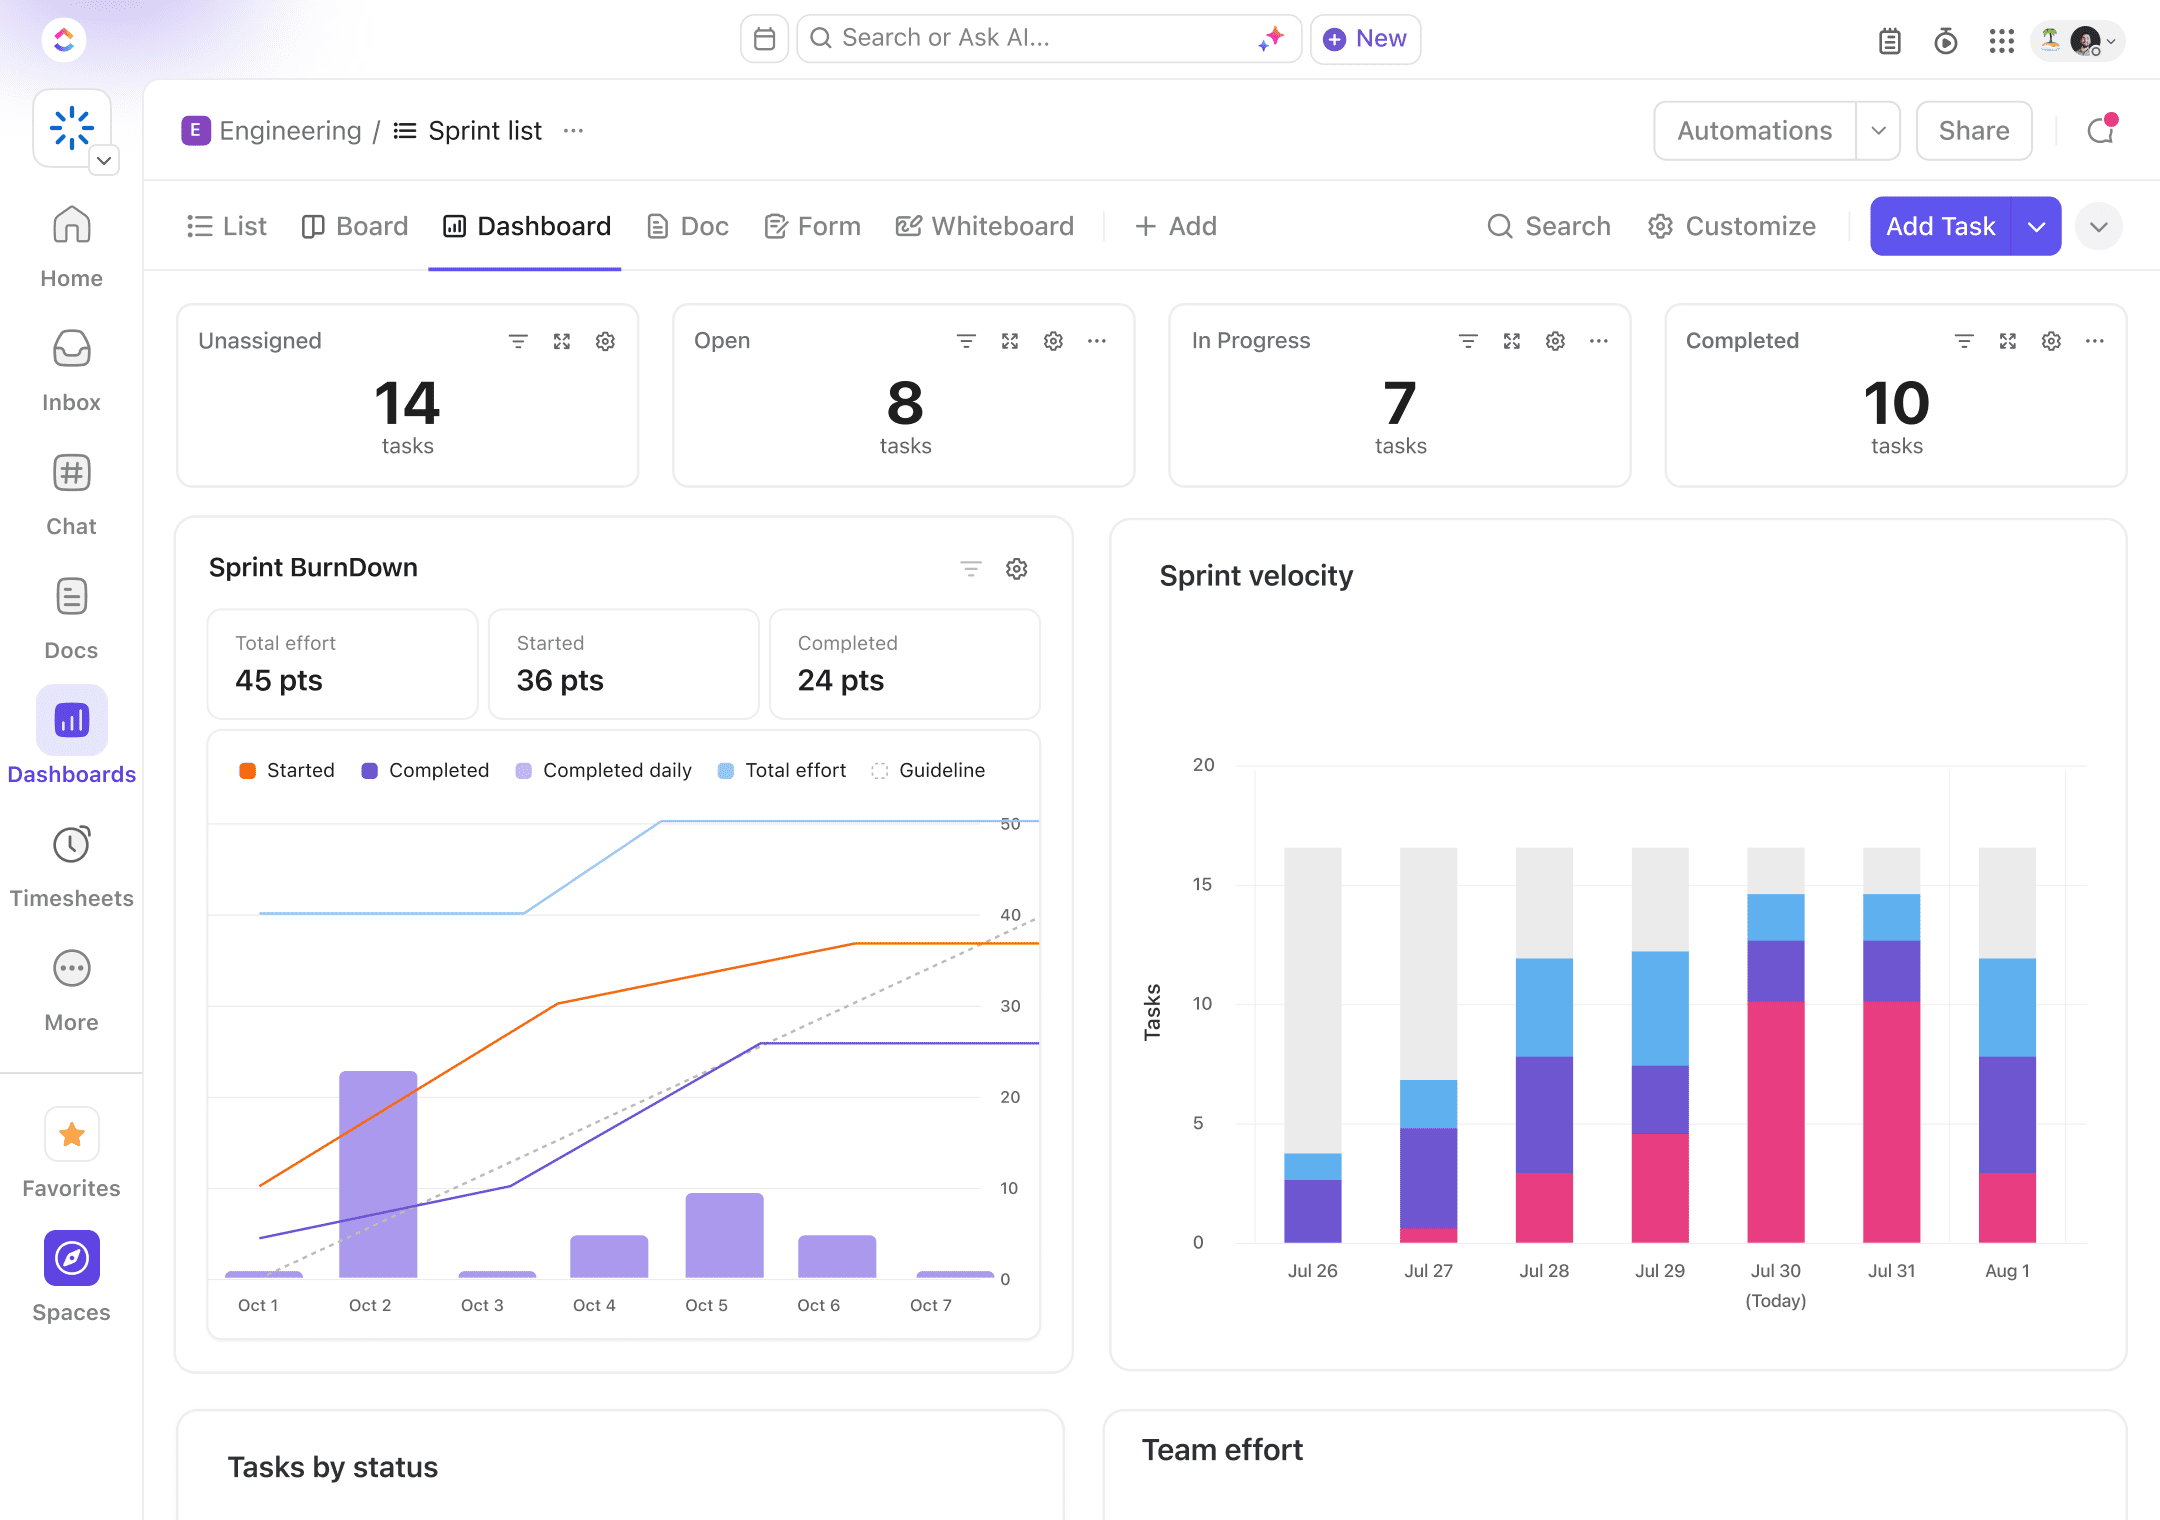 Search or Ask AI...
New
E Engineering / Sprint list
Automations
Share
List
Board
Dashboard
Doc
Form
Whiteboard
Add
Search
Customize
Add Task
Home
Inbox
Chat
Docs
Dashboards
Timesheets
More
Favorites
Spaces
Unassigned
14
tasks
Open
8
tasks
In Progress
7
tasks
Completed
10
tasks
Sprint BurnDown
Total effort
45 pts
Started
36 pts
Completed
24 pts
Started
Completed
Completed daily
Total effort
Guideline
50
40
30
20
10
0
Oct 1
Oct 2
Oct 3
Oct 4
Oct 5
Oct 6
Oct 7
Sprint velocity
Tasks
20
15
10
5
0
Jul 26
Jul 27
Jul 28
Jul 29
Jul 30
(Today)
Jul 31
Aug 1
Tasks by status
Team effort